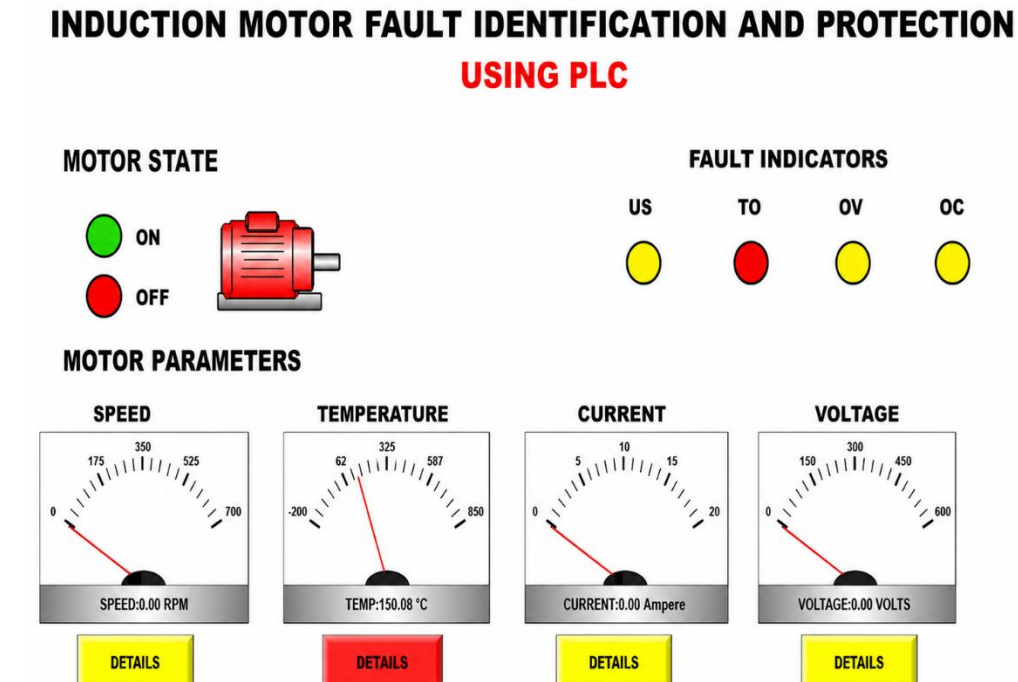 INDUCTION MOTOR FAULT IDENTIFICATION AND PROTECTION
USING PLC
MOTOR STATE
ON
OFF
FAULT INDICATORS
US TO OV OC
MOTOR PARAMETERS
SPEED
0 175 350 525 700
SPEED:0.00 RPM
DETAILS
TEMPERATURE
-200 62 325 587 850
TEMP:150.08 °C
DETAILS
CURRENT
0 5 10 15 20
CURRENT:0.00 Ampere
DETAILS
VOLTAGE
0 150 300 450 600
VOLTAGE:0.00 VOLTS
DETAILS